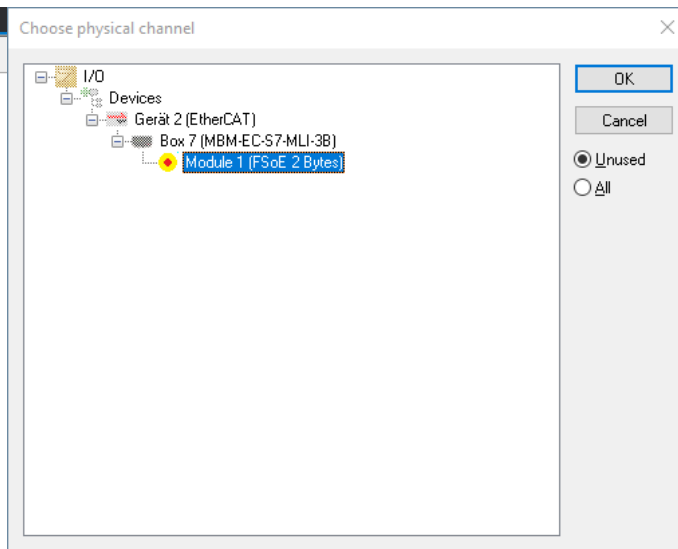 Choose physical channel
I/O
Devices
Gerät 2 (EtherCAT)
Box 7 (MBM-EC-S7-MLI-3B)
Module 1 (FSoE 2 Bytes)
OK
Cancel
Unused
All